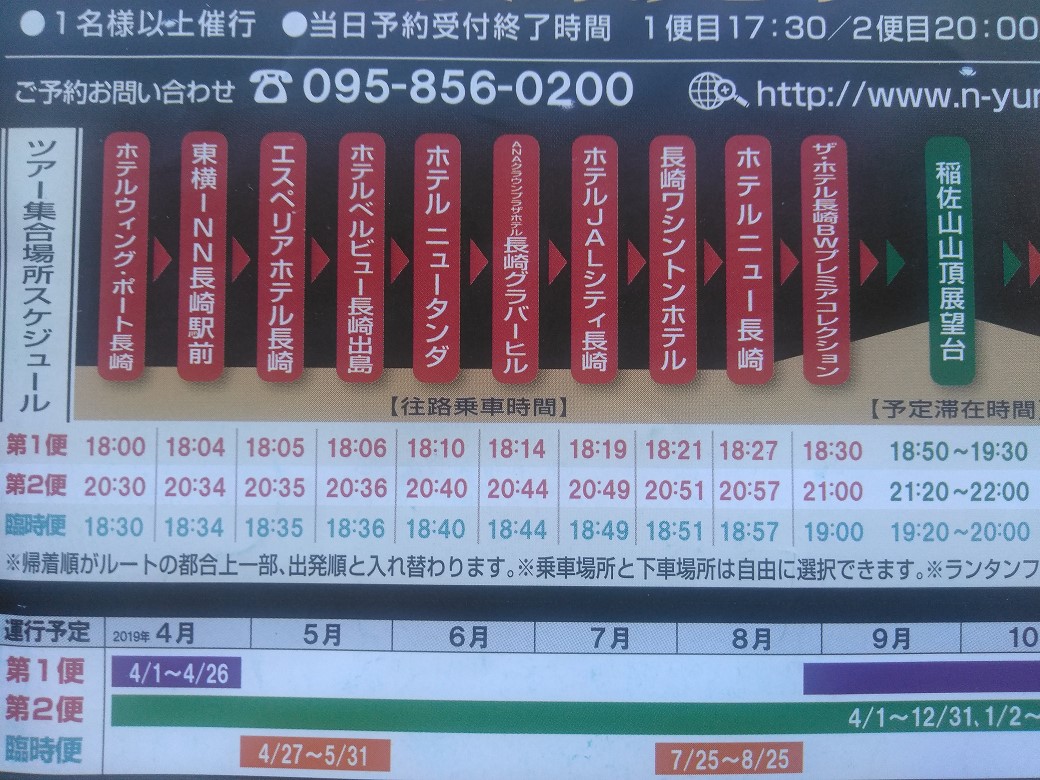 ●1名様以上催行 ●当日予約受付終了時間 1便目17:30/2便目20:00
ご予約お問い合わせ ☎095-856-0200 http://www.n-yu
ツアー集合場所スケジュール
ホテルウィング・ポート長崎
東横INN長崎駅前
エスペリアホテル長崎
ホテルベルビュー長崎出島
ホテルニュータンダ
ANAクラウンプラザホテル長崎グラバーヒル
ホテルJALシティ長崎
長崎ワシントンホテル
ホテルニュー長崎
ザ・ホテル長崎BWプレミアコレクション
稲佐山山頂展望台
【往路乗車時間】 【予定滞在時間】
第1便 18:00 18:04 18:05 18:06 18:10 18:14 18:19 18:21 18:27 18:30 18:50~19:30
第2便 20:30 20:34 20:35 20:36 20:40 20:44 20:49 20:51 20:57 21:00 21:20~22:00
臨時便 18:30 18:34 18:35 18:36 18:40 18:44 18:49 18:51 18:57 19:00 19:20~20:00
※帰着順がルートの都合上一部、出発順と入れ替わります。※乗車場所と下車場所は自由に選択できます。※ランタンフ
運行予定 2019年4月 5月 6月 7月 8月 9月 10
第1便 4/1~4/26
第2便 4/1~12/31、1/2~
臨時便 4/27~5/31 7/25~8/25